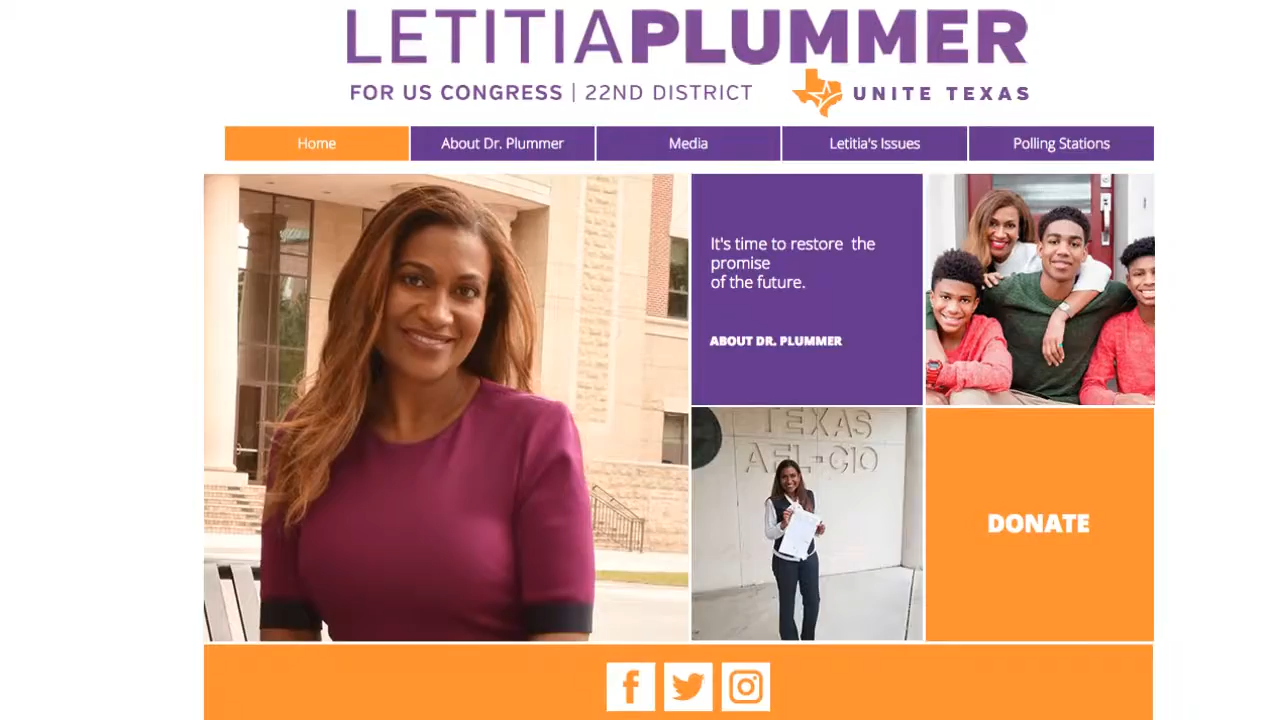 LETITIAPLUMMER
FOR US CONGRESS | 22ND DISTRICT
UNITE TEXAS
Home
About Dr. Plummer
Media
Letitia's Issues
Polling Stations
It's time to restore the
promise
of the future.
ABOUT DR. PLUMMER
TEXAS
AFL-CIO
DONATE